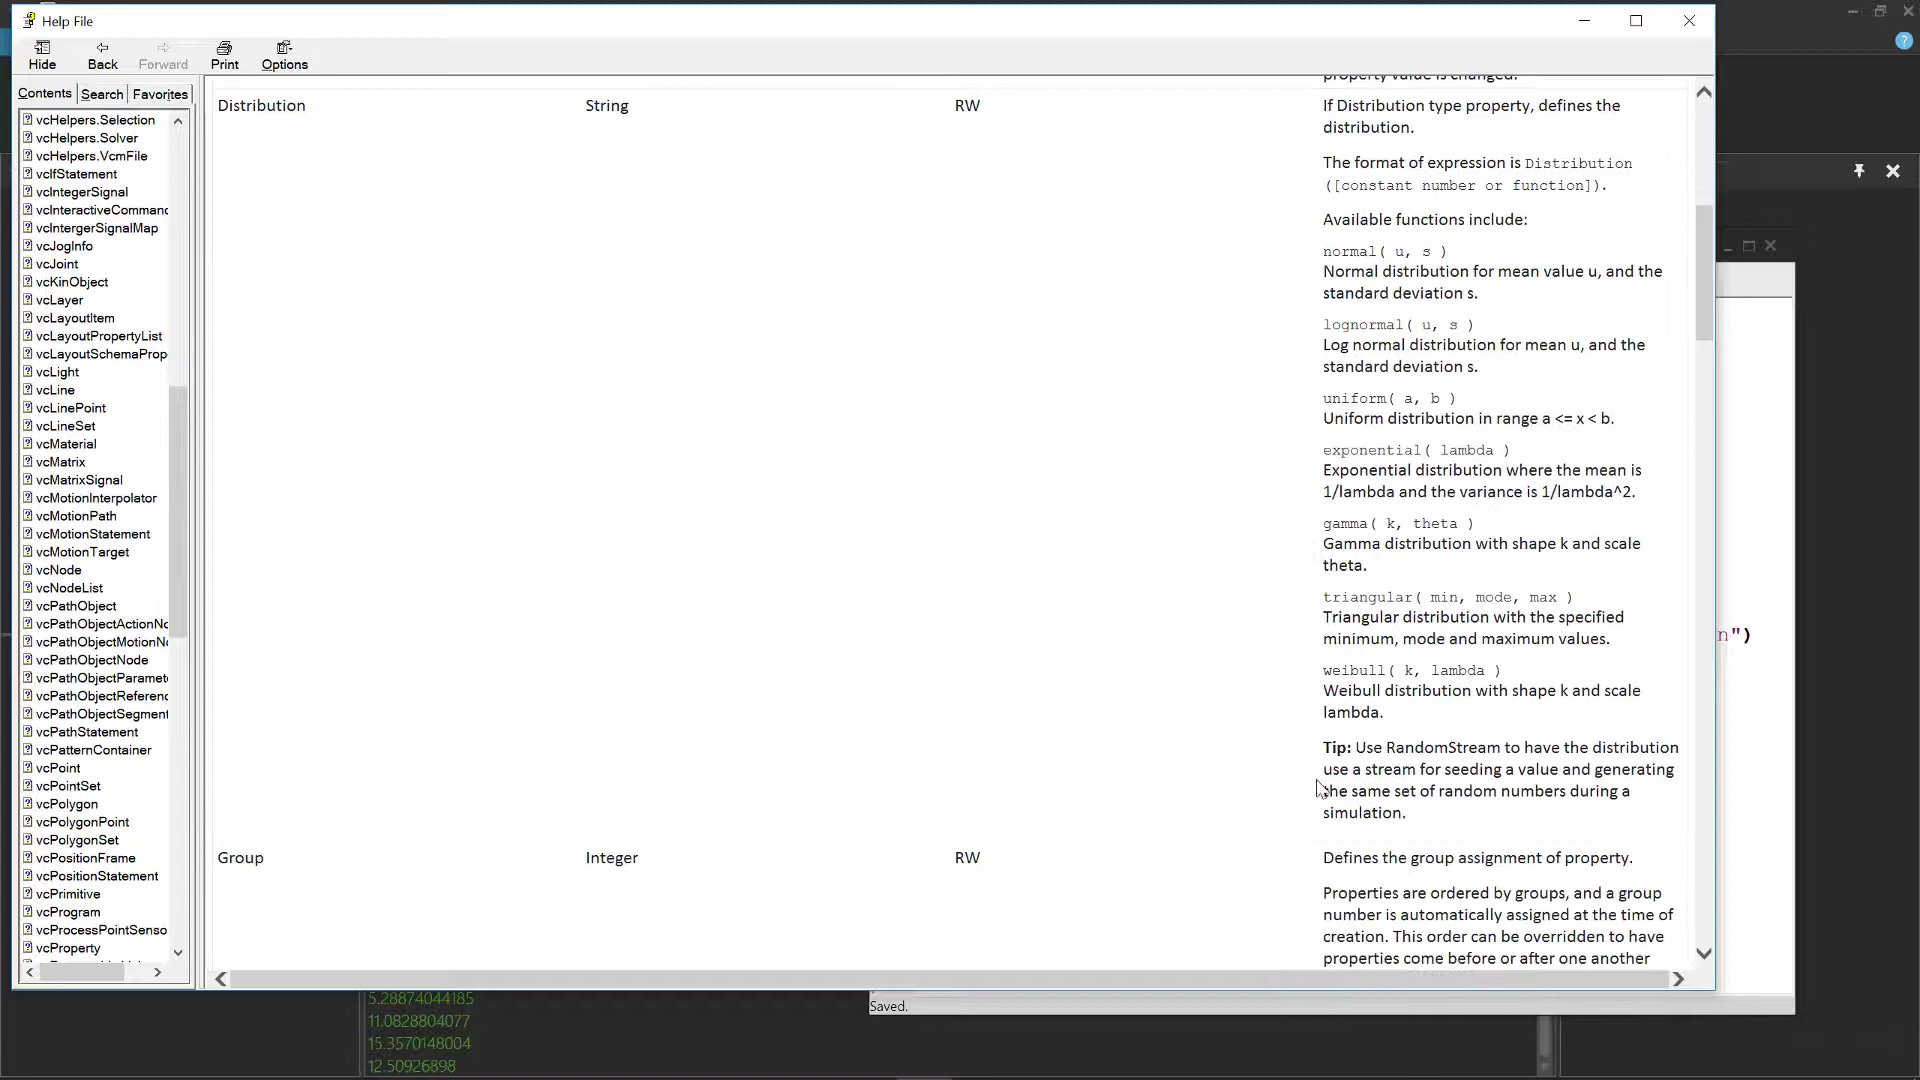 Help File
Hide
Back
Forward
Print
Options
Contents
Search
Favorites
vcHelpers.Selection
vcHelpers.Solver
vcHelpers.VcmFile
vcIfStatement
vcIntegerSignal
vcInteractiveCommanc
vcIntergerSignalMap
vcJogInfo
vcJoint
vcKinObject
vcLayer
vcLayoutItem
vcLayoutPropertyList
vcLayoutSchemaProp
vcLight
vcLine
vcLinePoint
vcLineSet
vcMaterial
vcMatrix
vcMatrixSignal
vcMotionInterpolator
vcMotionPath
vcMotionStatement
vcMotionTarget
vcNode
vcNodeList
vcPathObject
vcPathObjectActionNc
vcPathObjectMotionNc
vcPathObjectNode
vcPathObjectParamet
vcPathObjectReferenc
vcPathObjectSegment
vcPathStatement
vcPatternContainer
vcPoint
vcPointSet
vcPolygon
vcPolygonPoint
vcPolygonSet
vcPositionFrame
vcPositionStatement
vcPrimitive
vcProgram
vcProcessPointSenso
vcProperty
property value is changed.
Distribution String RW If Distribution type property, defines the
distribution.
The format of expression is Distribution
([constant number or function]).
Available functions include:
normal( u, s )
Normal distribution for mean value u, and the
standard deviation s.
lognormal( u, s )
Log normal distribution for mean u, and the
standard deviation s.
uniform( a, b )
Uniform distribution in range a <= x < b.
exponential( lambda )
Exponential distribution where the mean is
1/lambda and the variance is 1/lambda^2.
gamma( k, theta )
Gamma distribution with shape k and scale
theta.
triangular( min, mode, max )
Triangular distribution with the specified
minimum, mode and maximum values.
weibull( k, lambda )
Weibull distribution with shape k and scale
lambda.
Tip: Use RandomStream to have the distribution
use a stream for seeding a value and generating
the same set of random numbers during a
simulation.
Group Integer RW Defines the group assignment of property.
Properties are ordered by groups, and a group
number is automatically assigned at the time of
creation. This order can be overridden to have
properties come before or after one another
n")
5.28874044185
11.0828804077
15.3570148004
12.50926898
Saved.